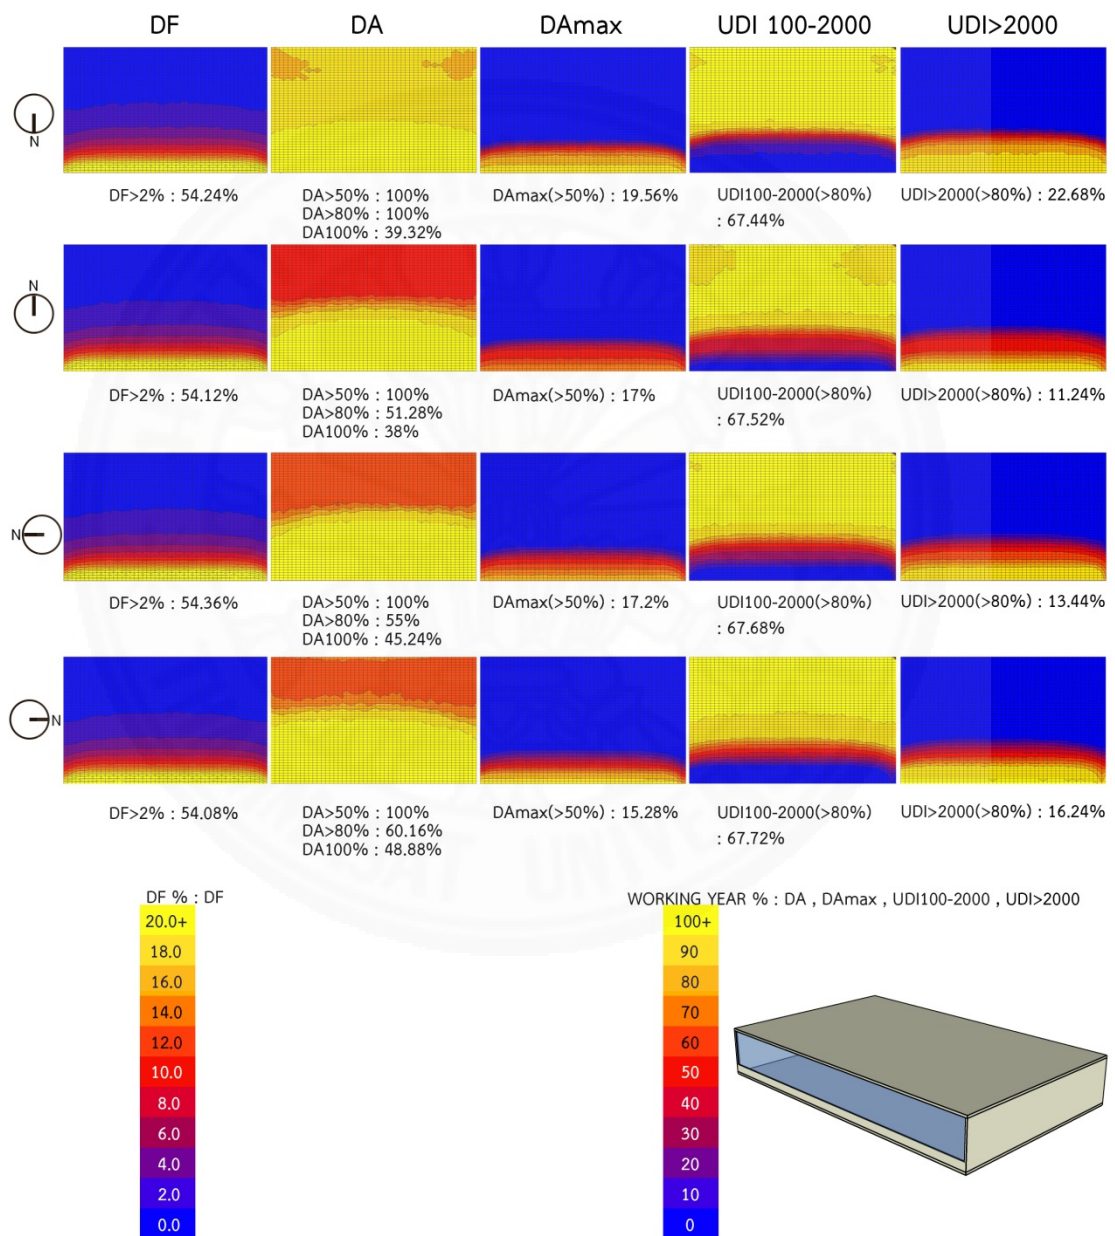 DF DA DAmax UDI 100-2000 UDI>2000
N
DF>2% : 54.24%
DA>50% : 100%
DA>80% : 100%
DA100% : 39.32%
DAmax(>50%) : 19.56%
UDI100-2000(>80%)
: 67.44%
UDI>2000(>80%) : 22.68%
N
DF>2% : 54.12%
DA>50% : 100%
DA>80% : 51.28%
DA100% : 38%
DAmax(>50%) : 17%
UDI100-2000(>80%)
: 67.52%
UDI>2000(>80%) : 11.24%
N
DF>2% : 54.36%
DA>50% : 100%
DA>80% : 55%
DA100% : 45.24%
DAmax(>50%) : 17.2%
UDI100-2000(>80%)
: 67.68%
UDI>2000(>80%) : 13.44%
N
DF>2% : 54.08%
DA>50% : 100%
DA>80% : 60.16%
DA100% : 48.88%
DAmax(>50%) : 15.28%
UDI100-2000(>80%)
: 67.72%
UDI>2000(>80%) : 16.24%
DF % : DF
20.0+
18.0
16.0
14.0
12.0
10.0
8.0
6.0
4.0
2.0
0.0
WORKING YEAR % : DA , DAmax , UDI100-2000 , UDI>2000
100+
90
80
70
60
50
40
30
20
10
0